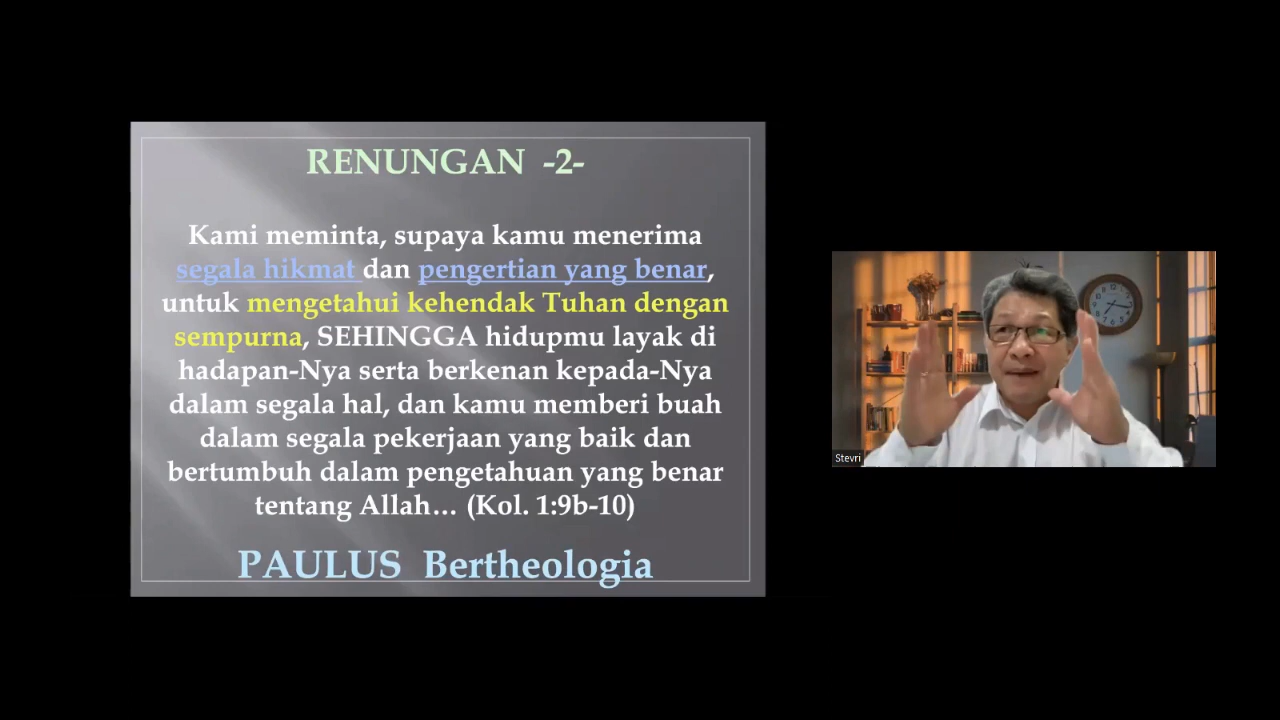 RENUNGAN -2-
Kami meminta, supaya kamu menerima
segala hikmat dan pengertian yang benar,
untuk mengetahui kehendak Tuhan dengan
sempurna, SEHINGGA hidupmu layak di
hadapan-Nya serta berkenan kepada-Nya
dalam segala hal, dan kamu memberi buah
dalam segala pekerjaan yang baik dan
bertumbuh dalam pengetahuan yang benar
tentang Allah… (Kol. 1:9b-10)
PAULUS Bertheologia
Stevri